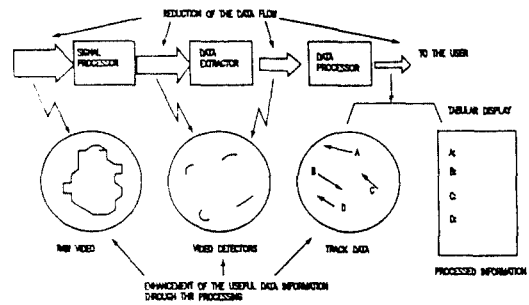 REDUCTION OF THE DATA FLOW
SIGNAL
PROCESSOR
DATA
EXTRACTOR
DATA
PROCESSOR
TO THE USER
TABULAR DISPLAY
A
B
C
D
A:
B:
C:
D:
RAW VIDEO
VIDEO DETECTORS
TRACK DATA
PROCESSED INFORMATION
ENHANCEMENT OF THE USEFUL DATA INFORMATION
THROUGH THR PROCESSING